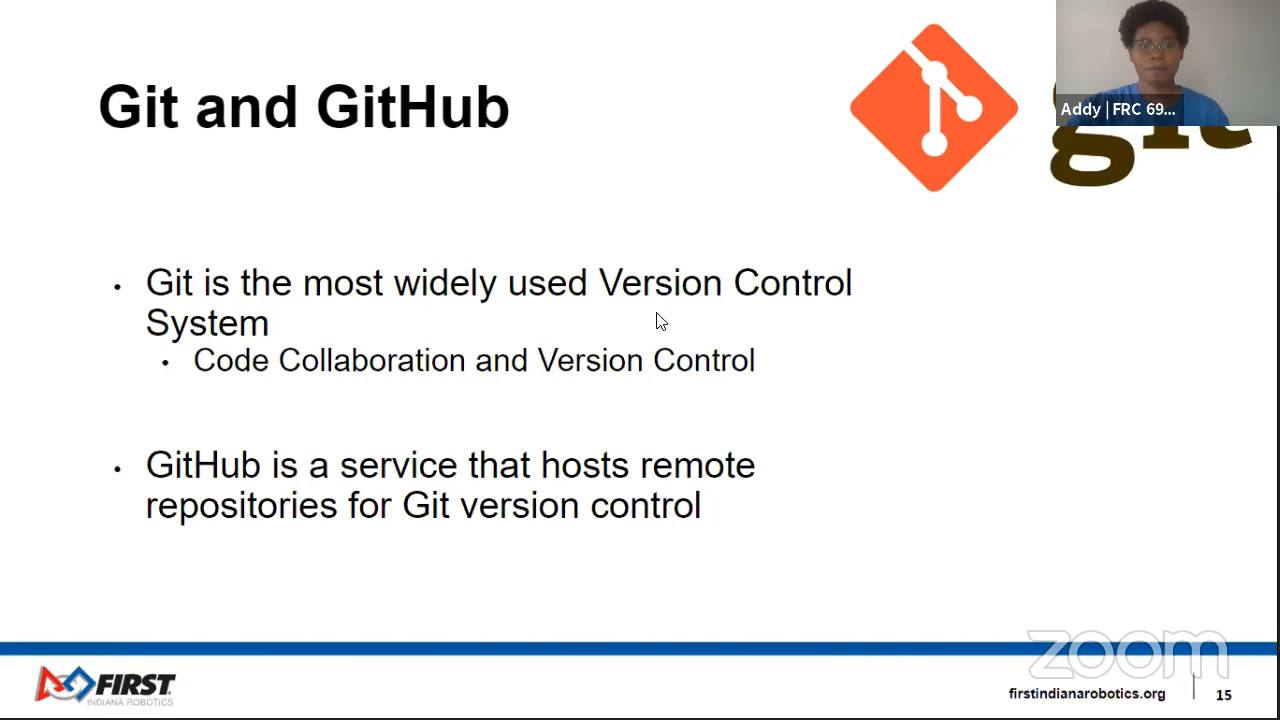 Git and GitHub
git
Addy | FRC 69...
• Git is the most widely used Version Control
System
• Code Collaboration and Version Control
• GitHub is a service that hosts remote
repositories for Git version control
zoom
FIRST
INDIANA ROBOTICS
firstindianarobotics.org
15